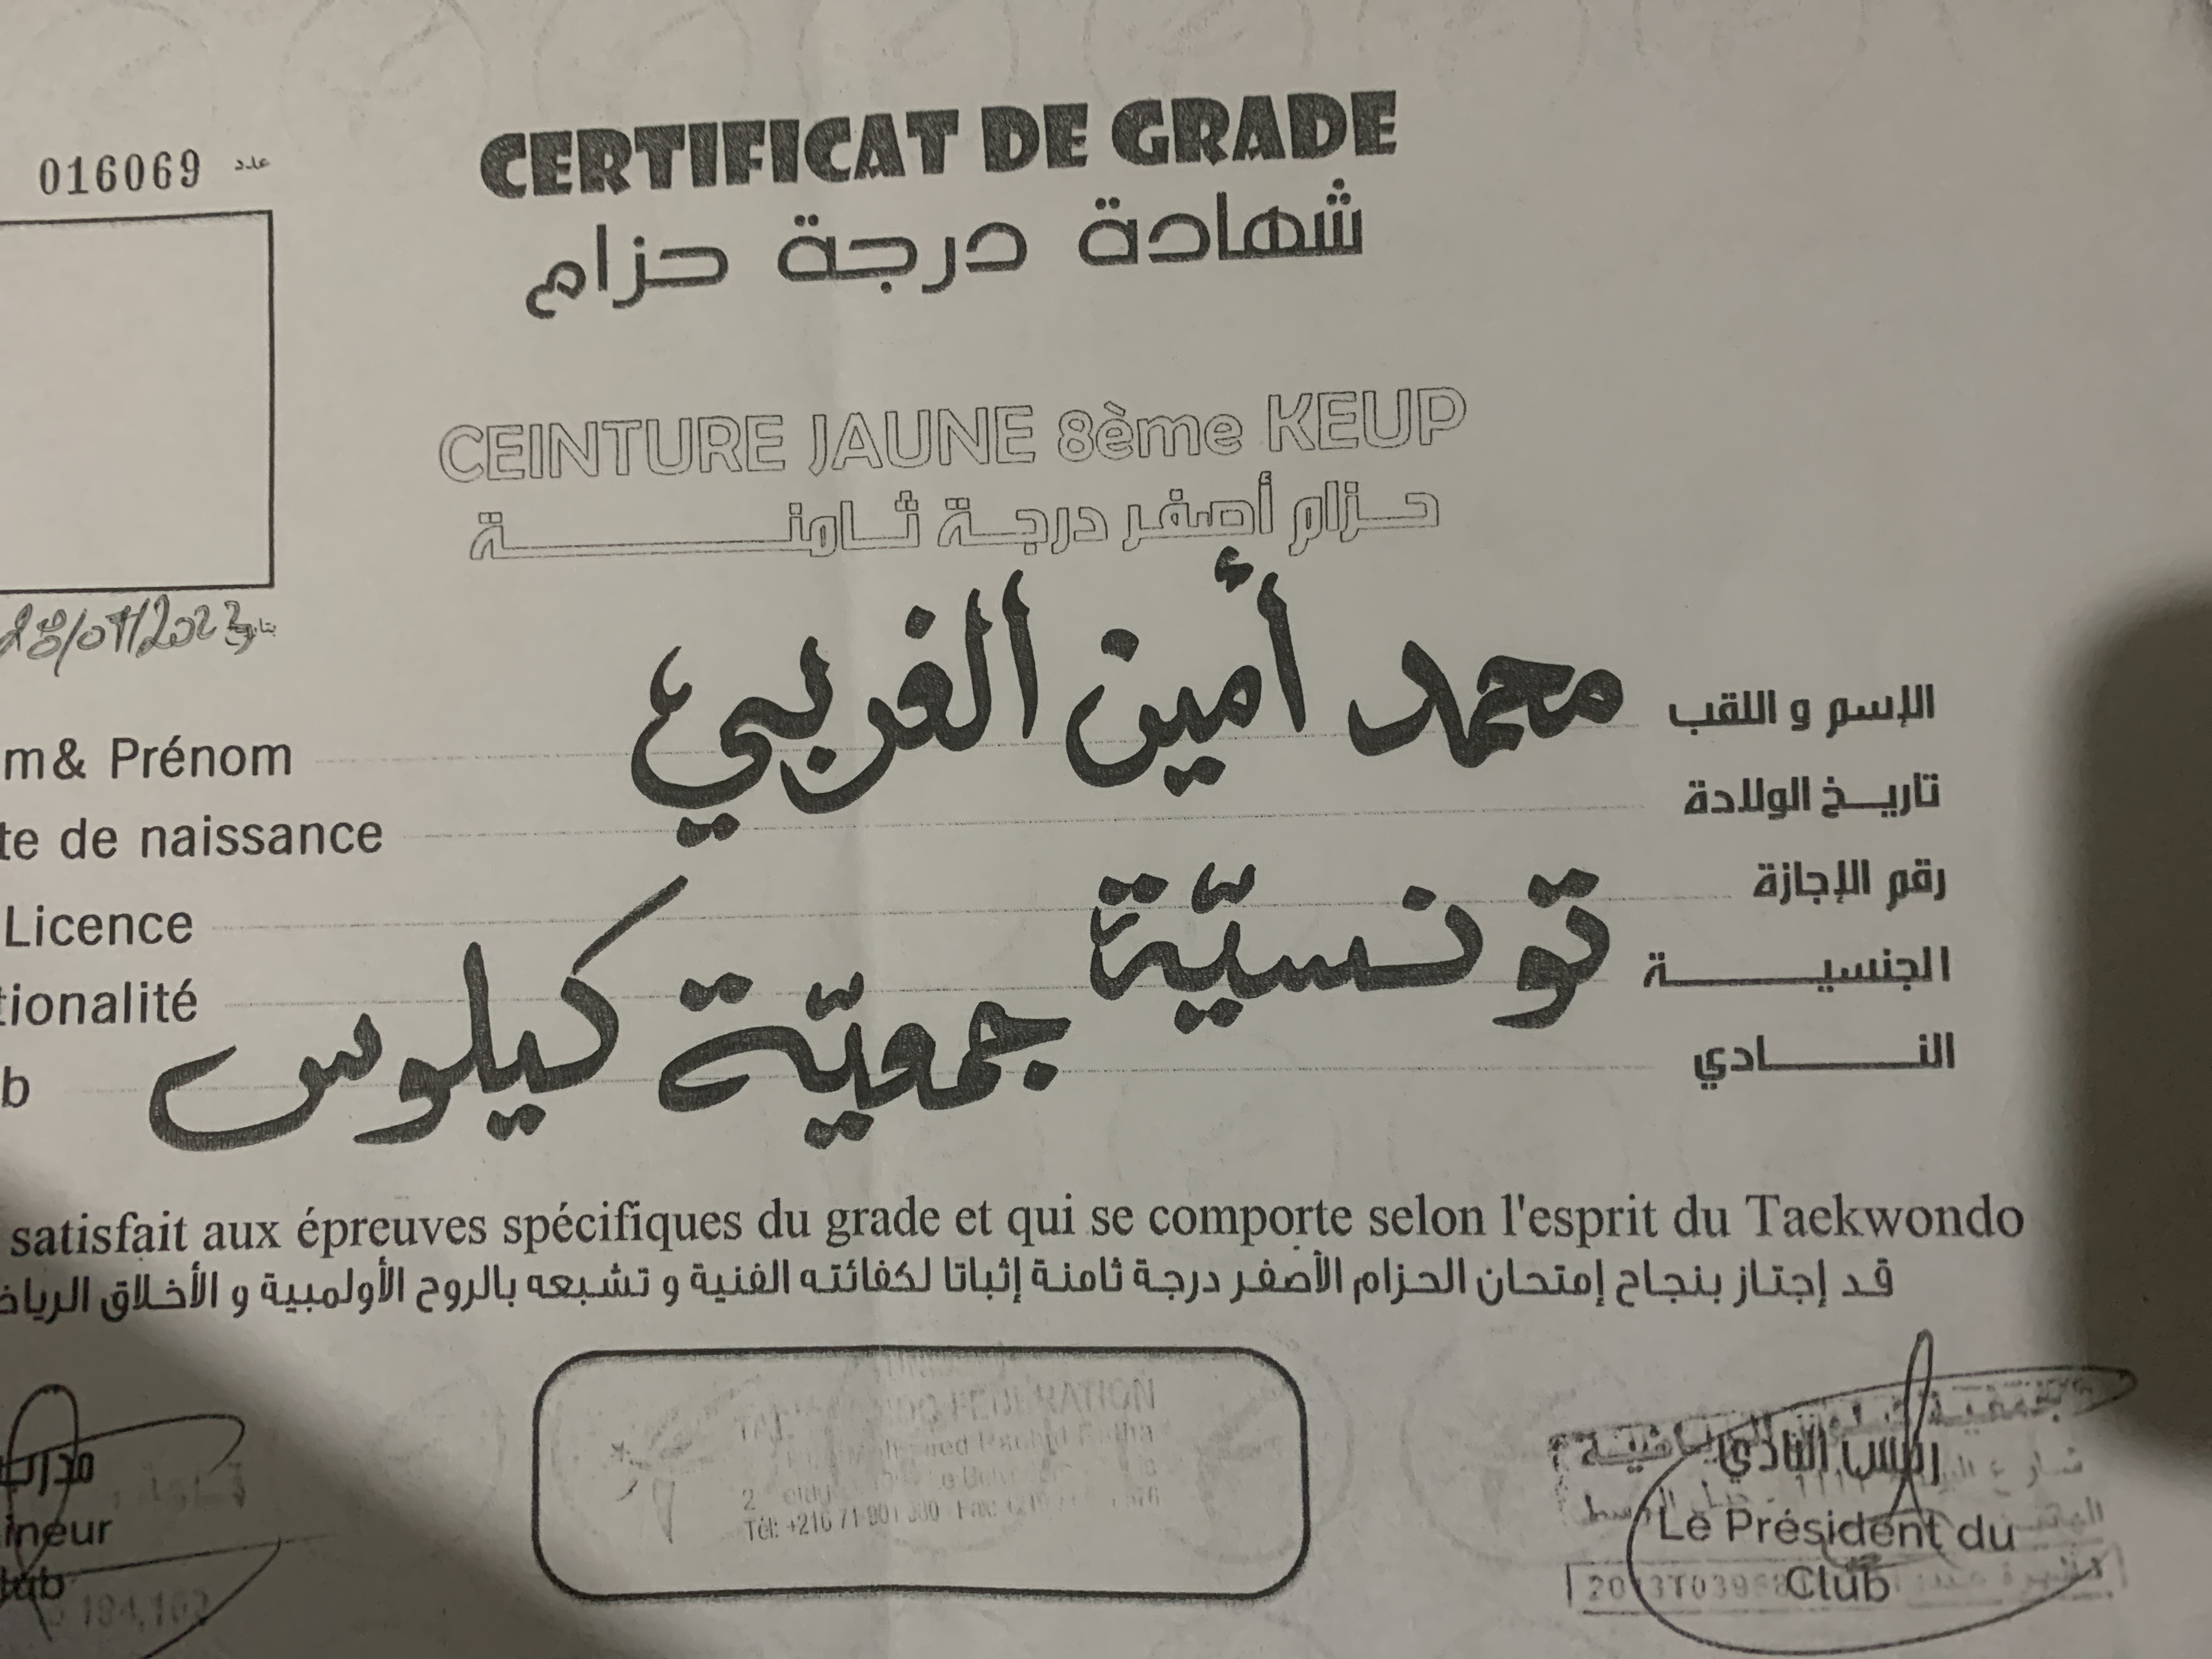 CERTIFICAT DE GRADE
016069 عدد
شهادة درجة حزام
CEINTURE JAUNE 8ème KEUP
حزام أصفر درجة ثامنة
بتاريخ
m& Prénom محمد أمين الغربي الإسم و اللقب
te de naissance تاريخ الولادة
Licence رقم الإجازة
tionalité تونسيّة الجنسية
b جمعيّة كيلوس النادي
satisfait aux épreuves spécifiques du grade et qui se comporte selon l'esprit du Taekwondo
قد إجتاز بنجاح إمتحان الحزام الأصفر درجة ثامنة إثباتا لكفائته الفنية و تشبعه بالروح الأولمبية و الأخلاق الرياض
FEDERATION
Tél: +216 71
رئيس النادي
Le Président du
Club
ineur
lub